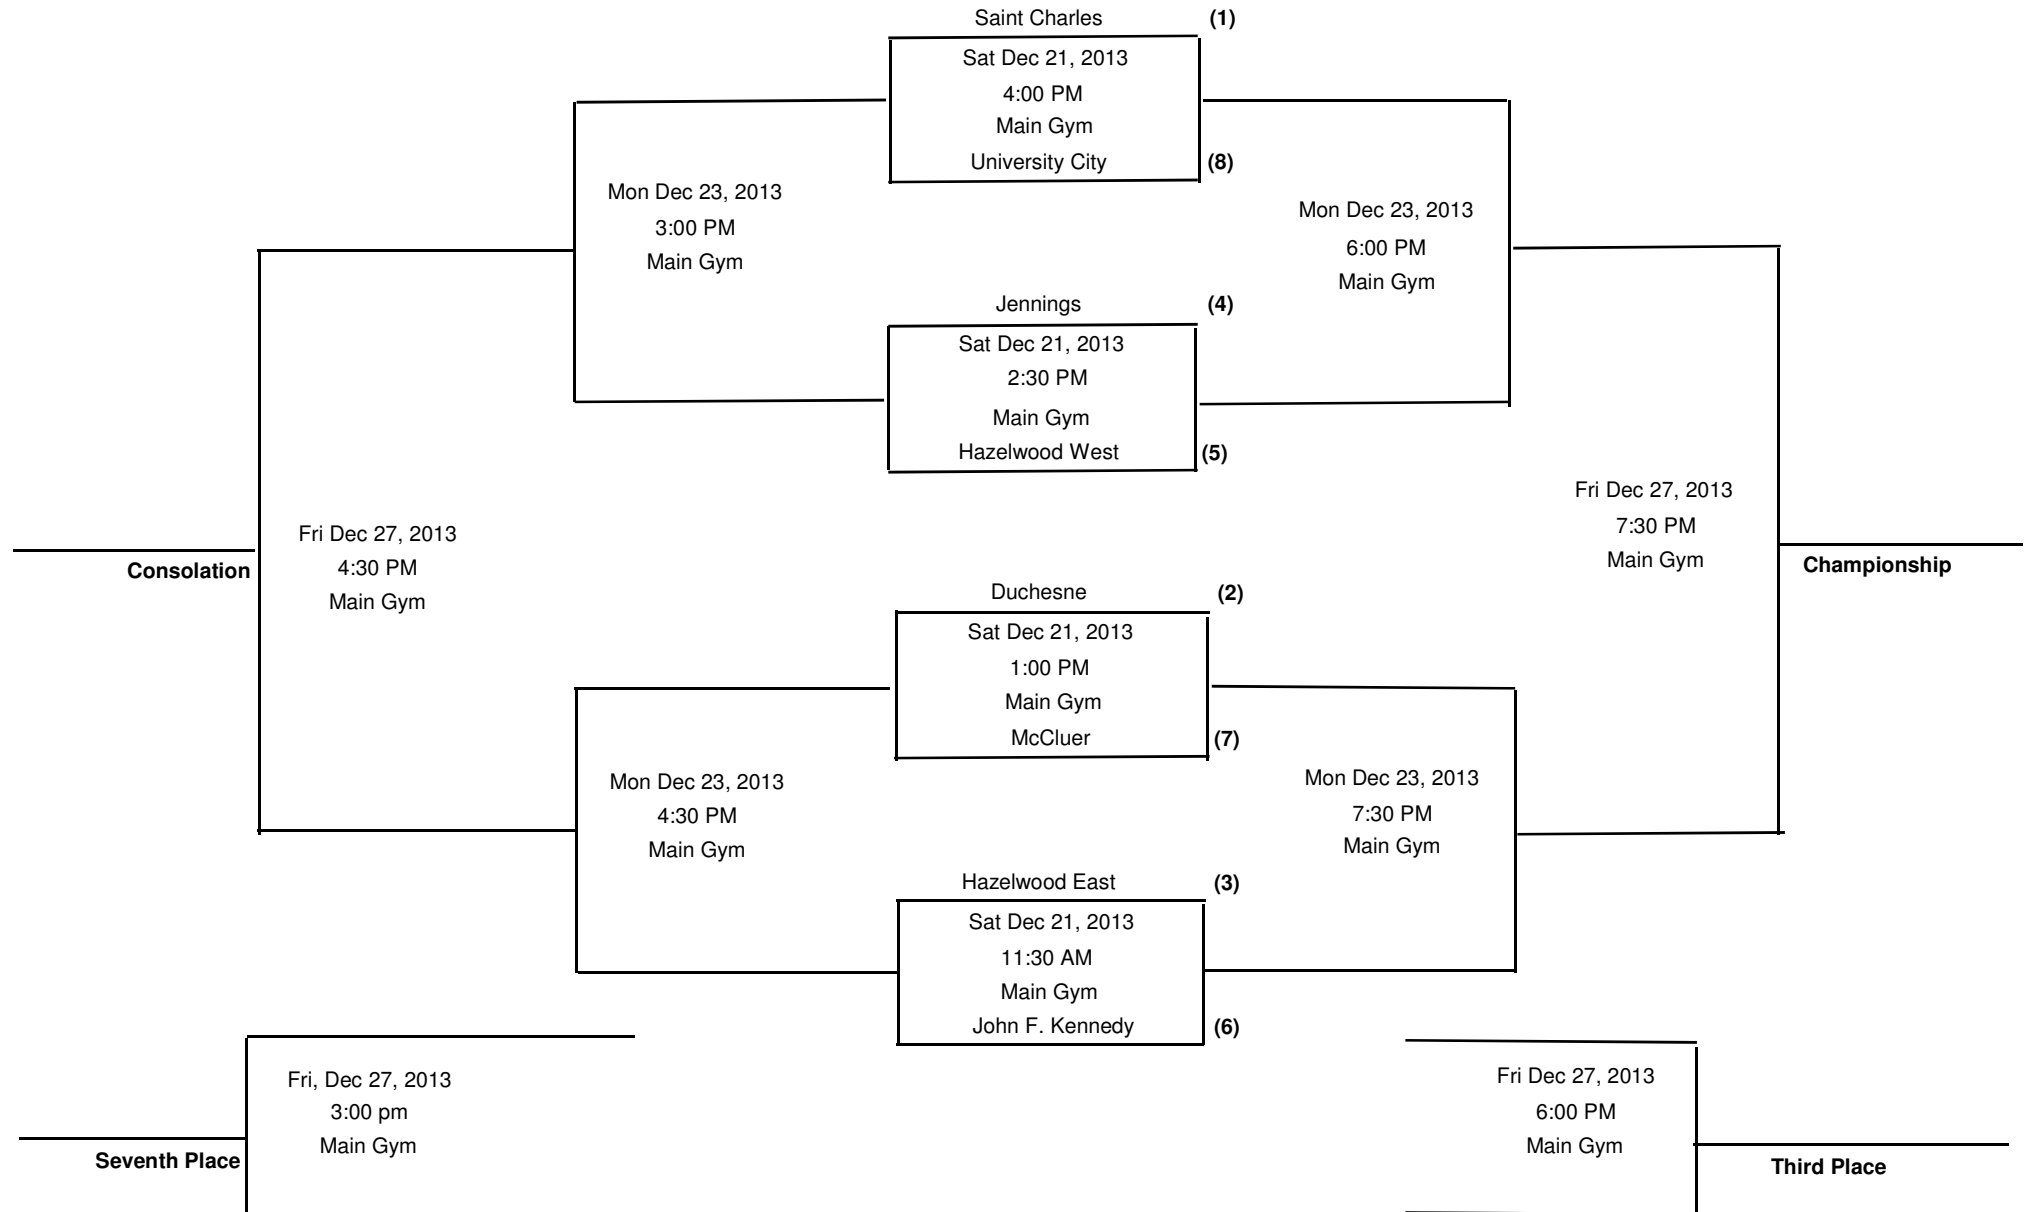 Saint Charles (1)
Sat Dec 21, 2013
4:00 PM
Main Gym
University City (8)
Mon Dec 23, 2013
3:00 PM
Main Gym
Mon Dec 23, 2013
6:00 PM
Main Gym
Jennings (4)
Sat Dec 21, 2013
2:30 PM
Main Gym
Hazelwood West (5)
Fri Dec 27, 2013
4:30 PM
Main Gym
Consolation
Fri Dec 27, 2013
7:30 PM
Main Gym
Championship
Duchesne (2)
Sat Dec 21, 2013
1:00 PM
Main Gym
McCluer (7)
Mon Dec 23, 2013
4:30 PM
Main Gym
Mon Dec 23, 2013
7:30 PM
Main Gym
Hazelwood East (3)
Sat Dec 21, 2013
11:30 AM
Main Gym
John F. Kennedy (6)
Fri, Dec 27, 2013
3:00 pm
Main Gym
Seventh Place
Fri Dec 27, 2013
6:00 PM
Main Gym
Third Place